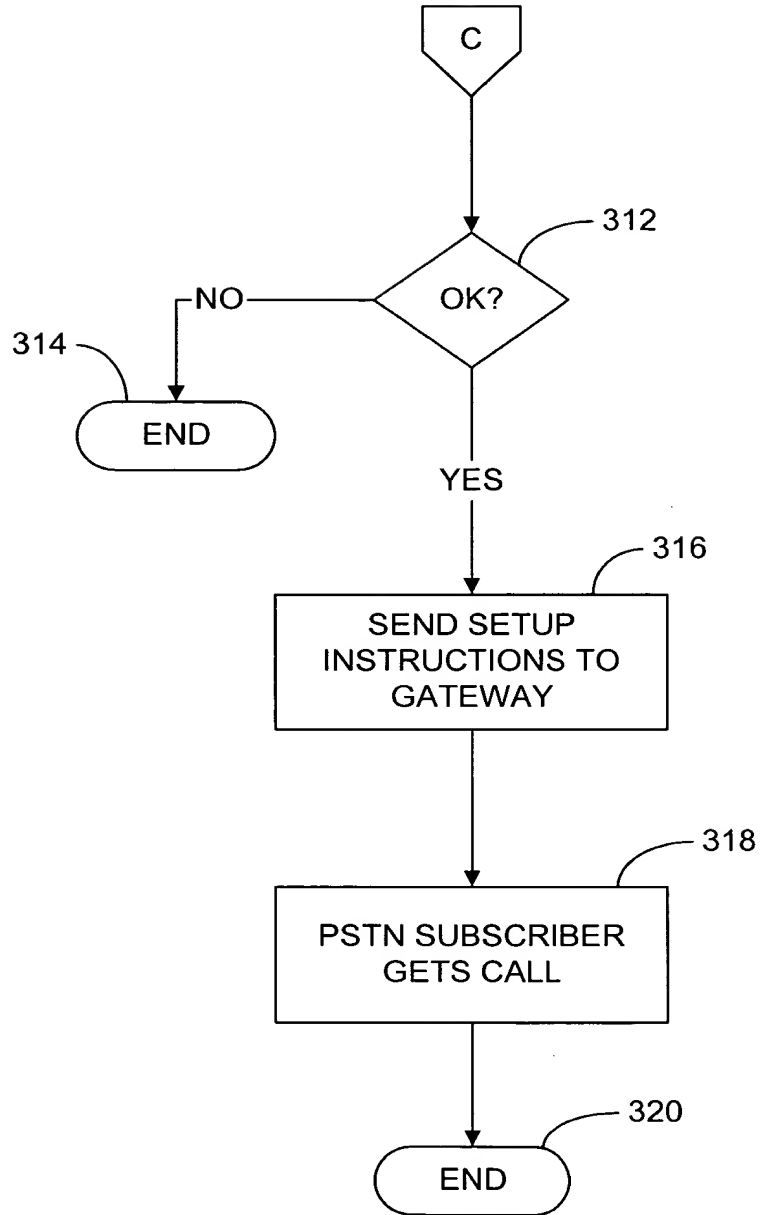 C
312
OK?
NO
314
END
YES
316
SEND SETUP
INSTRUCTIONS TO
GATEWAY
318
PSTN SUBSCRIBER
GETS CALL
320
END